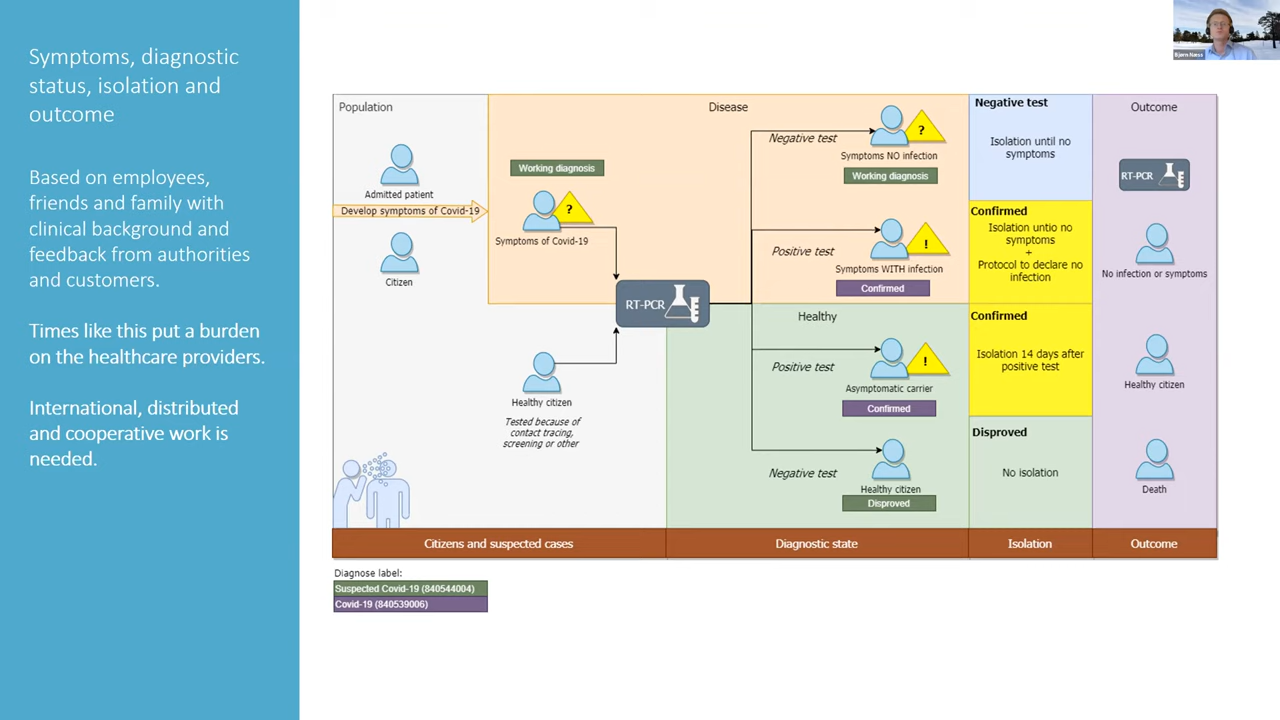 Symptoms, diagnostic
status, isolation and
outcome
Based on employees,
friends and family with
clinical background and
feedback from authorities
and customers.
Times like this put a burden
on the healthcare providers.
International, distributed
and cooperative work is
needed.
Bjørn Næss
Population
Admitted patient
Develop symptoms of Covid-19
Citizen
Disease
Working diagnosis
?
Symptoms of Covid-19
RT-PCR
Healthy citizen
Tested because of
contact tracing,
screening or other
Negative test
?
Symptoms NO infection
Working diagnosis
Positive test
!
Symptoms WITH infection
Confirmed
Healthy
Positive test
!
Asymptomatic carrier
Confirmed
Negative test
Healthy citizen
Disproved
Negative test
Isolation until no
symptoms
Confirmed
Isolation untio no
symptoms
+
Protocol to declare no
infection
Confirmed
Isolation 14 days after
positive test
Disproved
No isolation
Outcome
RT-PCR
No infection or symptoms
Healthy citizen
Death
Citizens and suspected cases
Diagnostic state
Isolation
Outcome
Diagnose label:
Suspected Covid-19 (840544004)
Covid-19 (840539006)